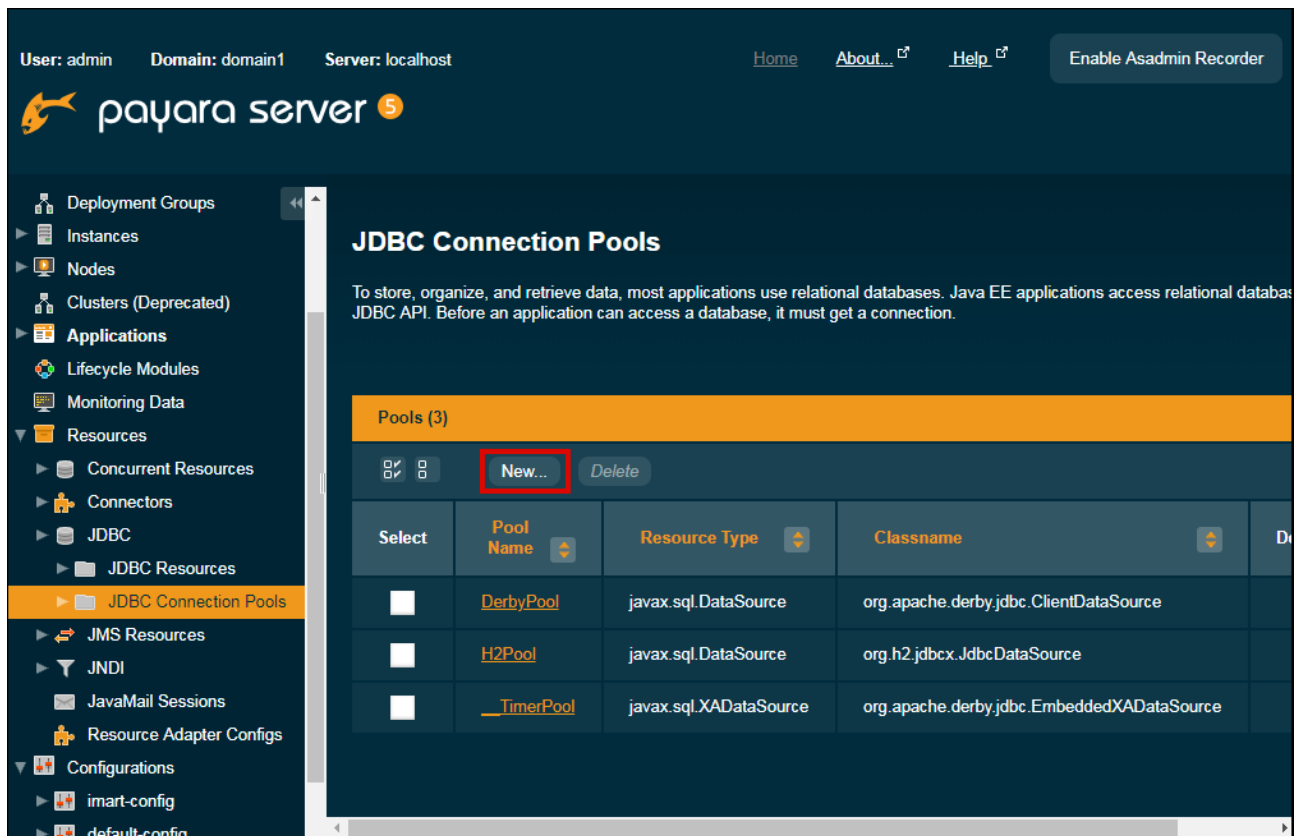 User: admin Domain: domain1 Server: localhost Home About... Help Enable Asadmin Recorder
payara server 5
Deployment Groups
Instances
Nodes
Clusters (Deprecated)
Applications
Lifecycle Modules
Monitoring Data
Resources
Concurrent Resources
Connectors
JDBC
JDBC Resources
JDBC Connection Pools
JMS Resources
JNDI
JavaMail Sessions
Resource Adapter Configs
Configurations
imart-config
default-config
JDBC Connection Pools
To store, organize, and retrieve data, most applications use relational databases. Java EE applications access relational databas
JDBC API. Before an application can access a database, it must get a connection.
Pools (3)
New... Delete
Select Pool Name Resource Type Classname De
DerbyPool javax.sql.DataSource org.apache.derby.jdbc.ClientDataSource
H2Pool javax.sql.DataSource org.h2.jdbcx.JdbcDataSource
__TimerPool javax.sql.XADataSource org.apache.derby.jdbc.EmbeddedXADataSource